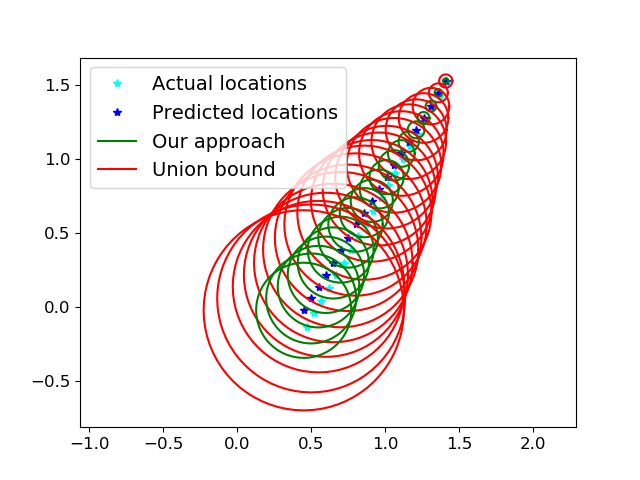 Actual locations
Predicted locations
Our approach
Union bound
1.5
1.0
0.5
0.0
−0.5
−1.0 −0.5 0.0 0.5 1.0 1.5 2.0